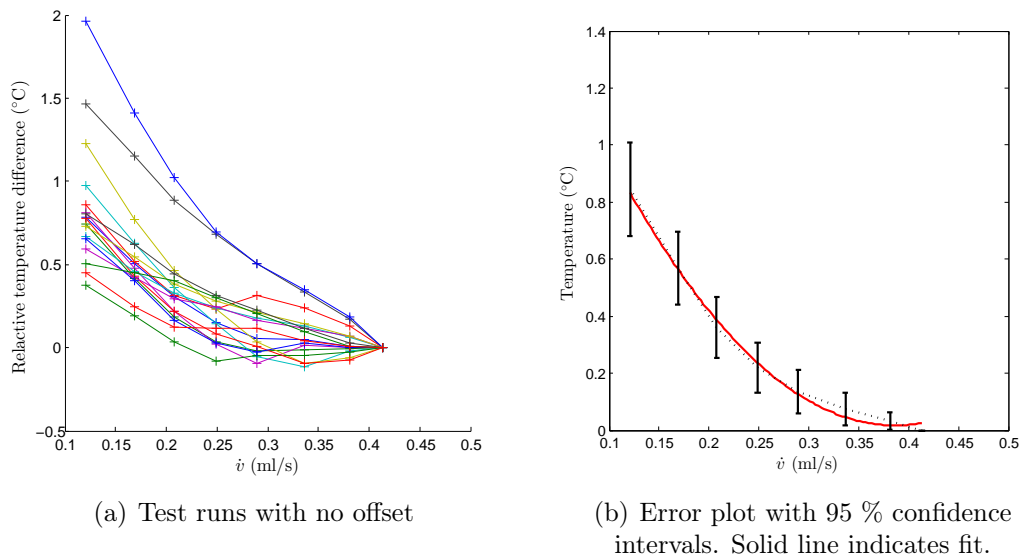 2
1.5
1
0.5
0
−0.5
Relactive temperature difference (°C)
0.1 0.15 0.2 0.25 0.3 0.35 0.4 0.45 0.5
v̇ (ml/s)
(a) Test runs with no offset
1.4
1.2
1
0.8
0.6
0.4
0.2
0
Temperature (°C)
0.1 0.15 0.2 0.25 0.3 0.35 0.4 0.45 0.5
v̇ (ml/s)
(b) Error plot with 95 % confidence
intervals. Solid line indicates fit.